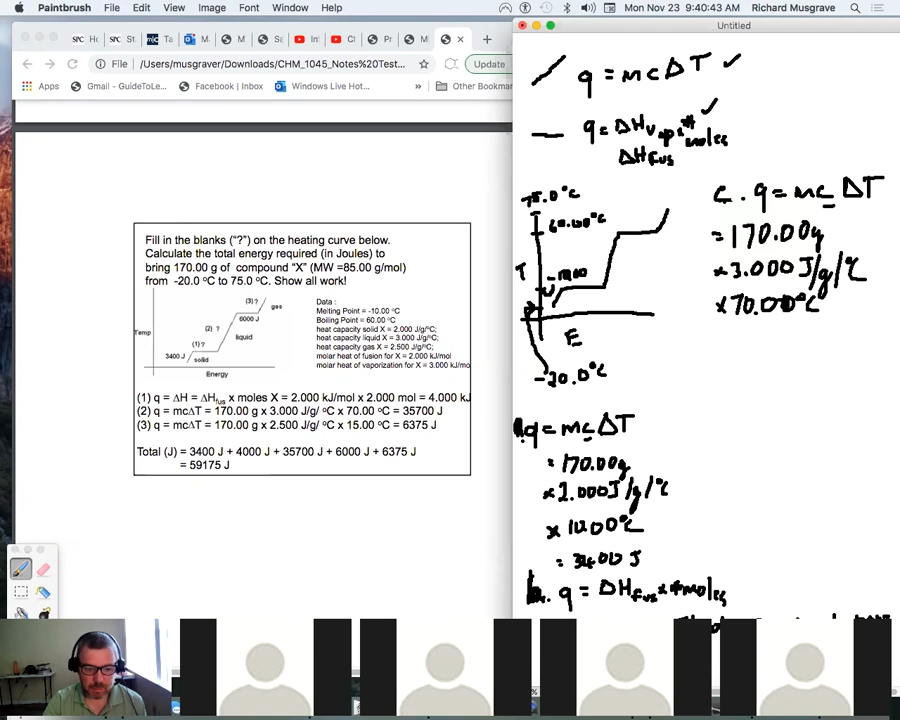 Paintbrush File Edit View Image Font Window Help Mon Nov 23 9:40:43 AM Richard Musgrave
Untitled
File /Users/musgraver/Downloads/CHM_1045_Notes%20Test... Update
Apps Gmail - GuideToLe... Facebook | Inbox Windows Live Hot... » Other Bookm
Fill in the blanks ("?") on the heating curve below.
Calculate the total energy required (in Joules) to
bring 170.00 g of compound "X" (MW =85.00 g/mol)
from -20.0 °C to 75.0 °C. Show all work!
(3) ?
gas
6000 J
(2) ?
Temp
liquid
(1) ?
3400 J
solid
Energy
Data :
Melting Point = -10.00 °C
Boiling Point = 60.00 °C
heat capacity solid X = 2.000 J/g/°C;
heat capacity liquid X = 3.000 J/g/°C;
heat capacity gas X = 2.500 J/g/°C;
molar heat of fusion for X = 2.000 kJ/mol
molar heat of vaporization for X = 3.000 kJ/mo
(1) q = ΔH = ΔHfus x moles X = 2.000 kJ/mol x 2.000 mol = 4.000 kJ
(2) q = mcΔT = 170.00 g x 3.000 J/g/ °C x 70.00 °C = 35700 J
(3) q = mcΔT = 170.00 g x 2.500 J/g/ °C x 15.00 °C = 6375 J
Total (J) = 3400 J + 4000 J + 35700 J + 6000 J + 6375 J
= 59175 J
q = mcΔT ✓
q = ΔHvap x # moles ✓
ΔHfus
75.0°C
60.00°C
T
E
-20.0°C
c. q = mc ΔT
= 170.00g
x 3.000 J/g/°C
x 70.00°C
q = mcΔT
= 170.00g
x 2.000 J/g/°C
x 10.00°C
= 3400 J
b. q = ΔHfus x # moles